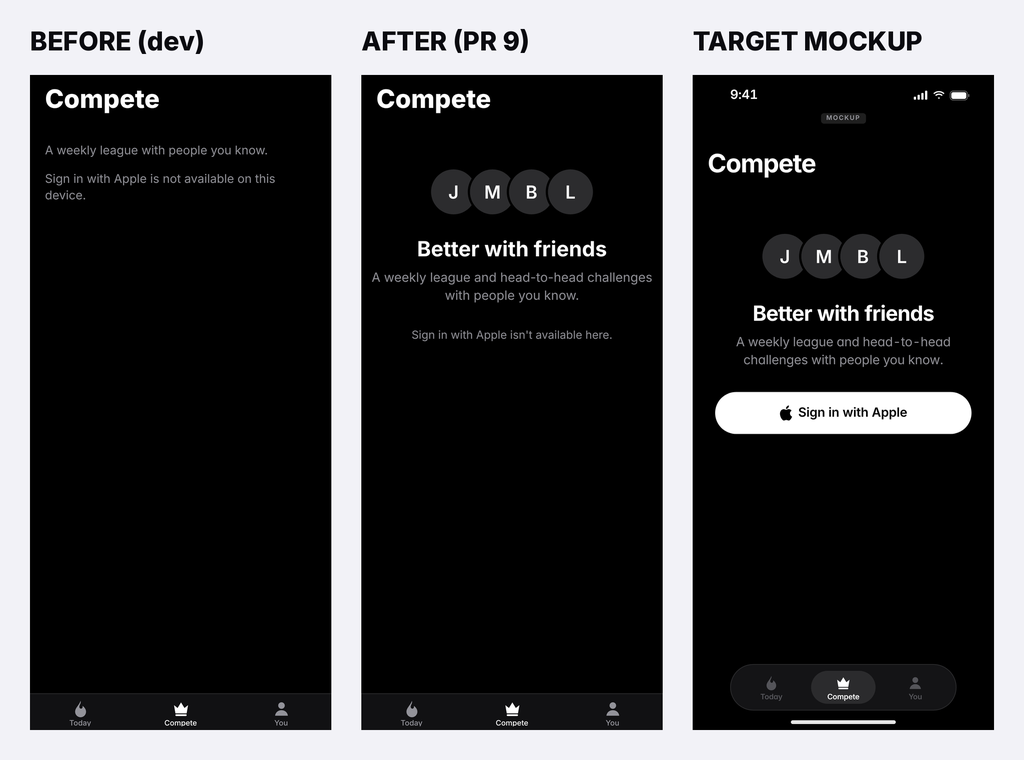 BEFORE (dev)
Compete
A weekly league with people you know.
Sign in with Apple is not available on this
device.
Today
Compete
You
AFTER (PR 9)
Compete
J M B L
Better with friends
A weekly league and head-to-head challenges
with people you know.
Sign in with Apple isn't available here.
Today
Compete
You
TARGET MOCKUP
9:41
MOCKUP
Compete
J M B L
Better with friends
A weekly league and head-to-head
challenges with people you know.
Sign in with Apple
Today
Compete
You